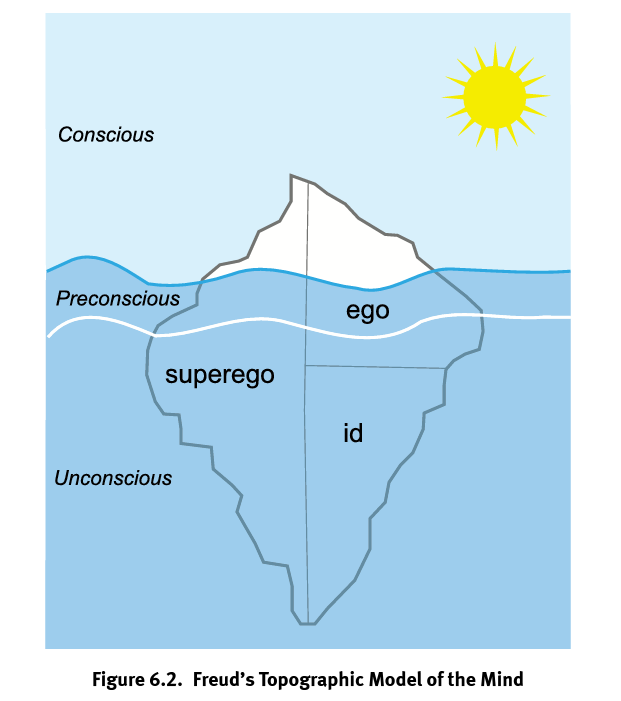 Conscious
Preconscious
ego
superego
id
Unconscious
Figure 6.2. Freud’s Topographic Model of the Mind